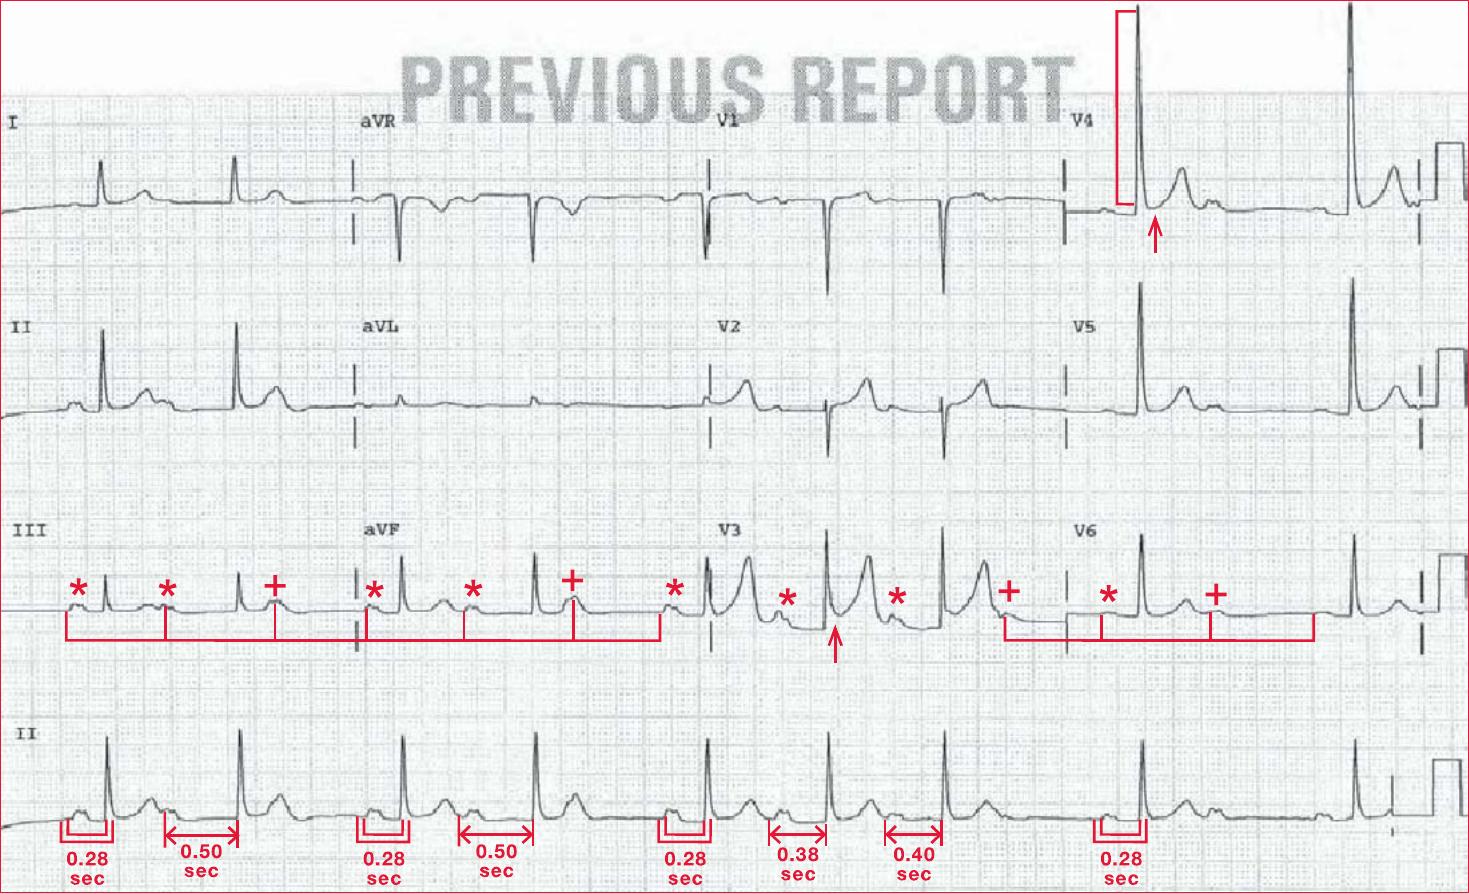 PREVIOUS REPORT
I aVR V1 V4
II aVL V2 V5
III aVF V3 V6
* * + * * + * * * + * +
II
0.28 sec
0.50 sec
0.28 sec
0.50 sec
0.28 sec
0.38 sec
0.40 sec
0.28 sec